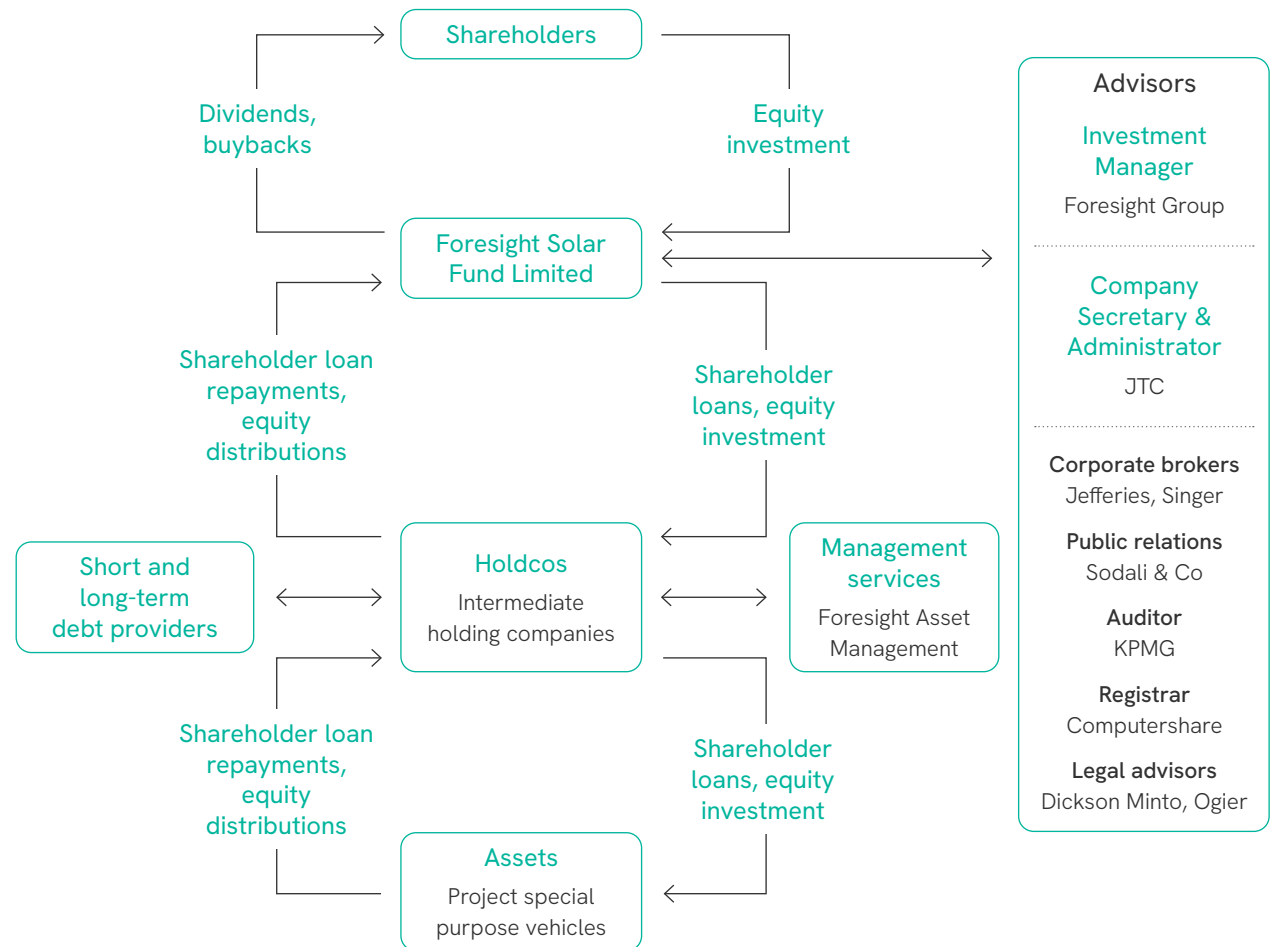 Shareholders
Dividends,
buybacks
Equity
investment
Foresight Solar
Fund Limited
Shareholder loan
repayments,
equity
distributions
Shareholder
loans, equity
investment
Short and
long-term
debt providers
Holdcos
Intermediate
holding companies
Management
services
Foresight Asset
Management
Shareholder loan
repayments,
equity
distributions
Shareholder
loans, equity
investment
Assets
Project special
purpose vehicles
Advisors
Investment
Manager
Foresight Group
Company
Secretary &
Administrator
JTC
Corporate brokers
Jefferies, Singer
Public relations
Sodali & Co
Auditor
KPMG
Registrar
Computershare
Legal advisors
Dickson Minto, Ogier